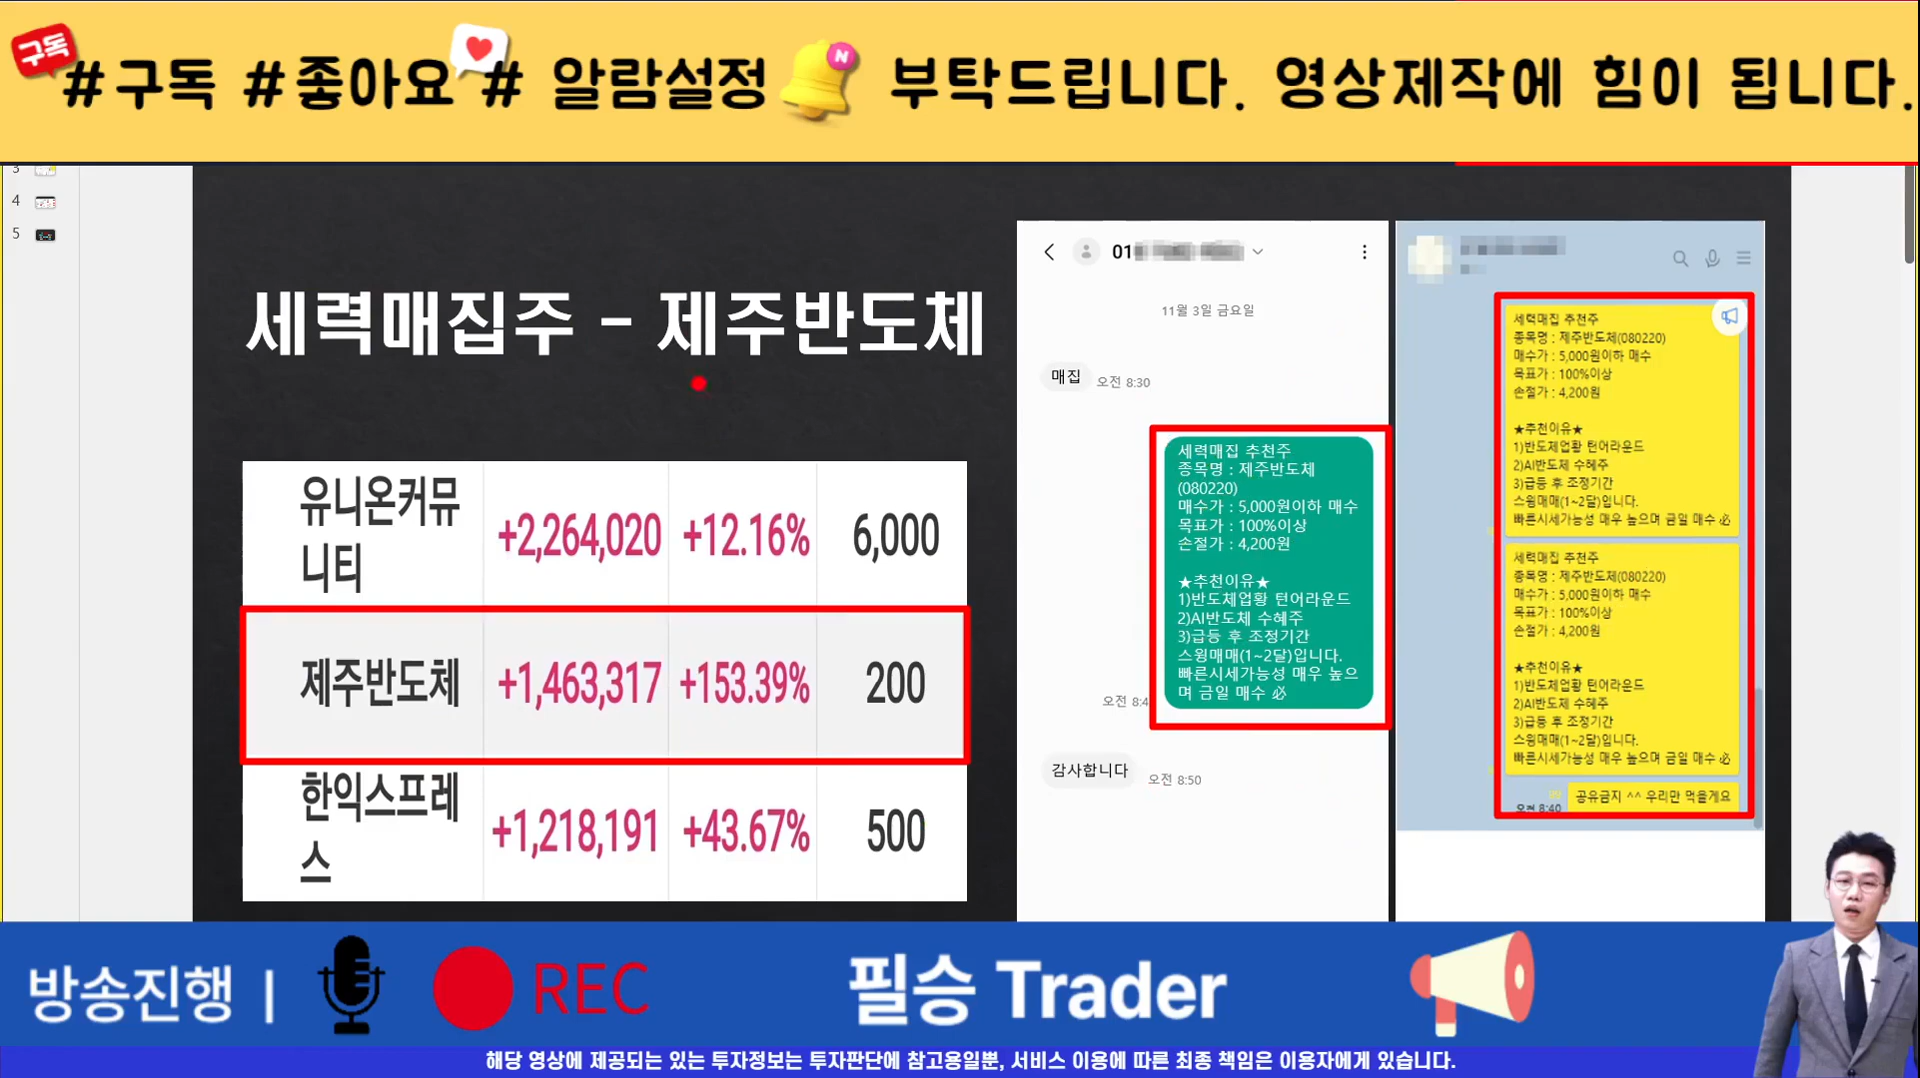 구독
#구독 #좋아요 # 알람설정 N 부탁드립니다. 영상제작에 힘이 됩니다.
3
4
5
세력매집주 - 제주반도체
유니온커뮤
니티
+2,264,020 +12.16% 6,000
제주반도체 +1,463,317 +153.39% 200
한익스프레
스
+1,218,191 +43.67% 500
01
11월 3일 금요일
매집 오전 8:30
세력매집 추천주
종목명 : 제주반도체
(080220)
매수가 : 5,000원이하 매수
목표가 : 100%이상
손절가 : 4,200원
★추천이유★
1)반도체업황 턴어라운드
2)AI반도체 수혜주
3)급등 후 조정기간
스윙매매(1~2달)입니다.
빠른시세가능성 매우 높으
며 금일 매수 必
오전 8:4
감사합니다 오전 8:50
세력매집 추천주
종목명 : 제주반도체(080220)
매수가 : 5,000원이하 매수
목표가 : 100%이상
손절가 : 4,200원
★추천이유★
1)반도체업황 턴어라운드
2)AI반도체 수혜주
3)급등 후 조정기간
스윙매매(1~2달)입니다.
빠른시세가능성 매우 높으며 금일 매수 必
세력매집 추천주
종목명 : 제주반도체(080220)
매수가 : 5,000원이하 매수
목표가 : 100%이상
손절가 : 4,200원
★추천이유★
1)반도체업황 턴어라운드
2)AI반도체 수혜주
3)급등 후 조정기간
스윙매매(1~2달)입니다.
빠른시세가능성 매우 높으며 금일 매수 必
오전 8:40 공유금지 ^^ 우리만 먹을게요
방송진행 | REC 필승 Trader
해당 영상에 제공되는 있는 투자정보는 투자판단에 참고용일뿐, 서비스 이용에 따른 최종 책임은 이용자에게 있습니다.